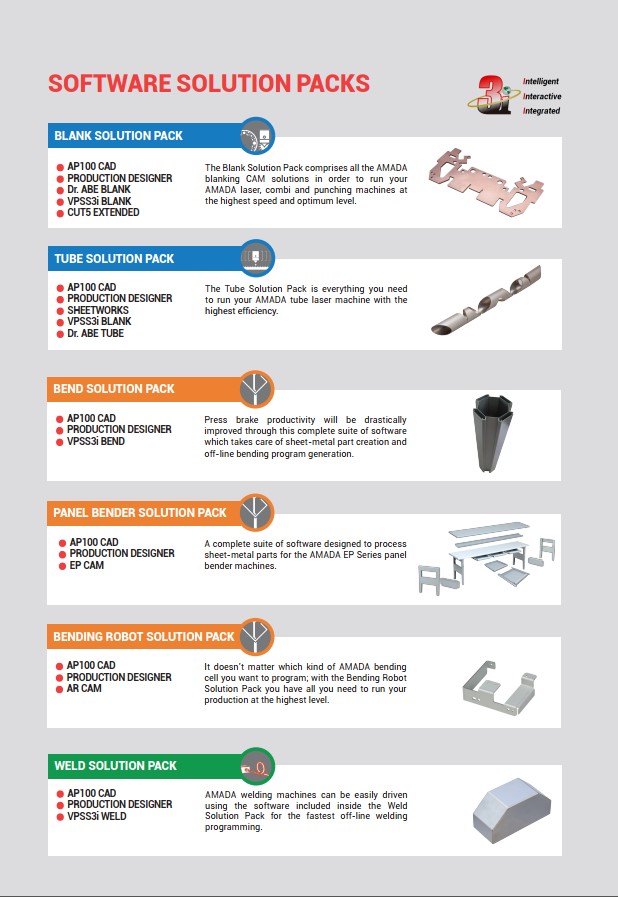 SOFTWARE SOLUTION PACKS
3i
Intelligent
Interactive
Integrated
BLANK SOLUTION PACK
AP100 CAD
PRODUCTION DESIGNER
Dr. ABE BLANK
VPSS3i BLANK
CUT5 EXTENDED
The Blank Solution Pack comprises all the AMADA
blanking CAM solutions in order to run your
AMADA laser, combi and punching machines at
the highest speed and optimum level.
TUBE SOLUTION PACK
AP100 CAD
PRODUCTION DESIGNER
SHEETWORKS
VPSS3i BLANK
Dr. ABE TUBE
The Tube Solution Pack is everything you need
to run your AMADA tube laser machine with the
highest efficiency.
BEND SOLUTION PACK
AP100 CAD
PRODUCTION DESIGNER
VPSS3i BEND
Press brake productivity will be drastically
improved through this complete suite of software
which takes care of sheet-metal part creation and
off-line bending program generation.
PANEL BENDER SOLUTION PACK
AP100 CAD
PRODUCTION DESIGNER
EP CAM
A complete suite of software designed to process
sheet-metal parts for the AMADA EP Series panel
bender machines.
BENDING ROBOT SOLUTION PACK
AP100 CAD
PRODUCTION DESIGNER
AR CAM
It doesn't matter which kind of AMADA bending
cell you want to program; with the Bending Robot
Solution Pack you have all you need to run your
production at the highest level.
WELD SOLUTION PACK
AP100 CAD
PRODUCTION DESIGNER
VPSS3i WELD
AMADA welding machines can be easily driven
using the software included inside the Weld
Solution Pack for the fastest off-line welding
programming.